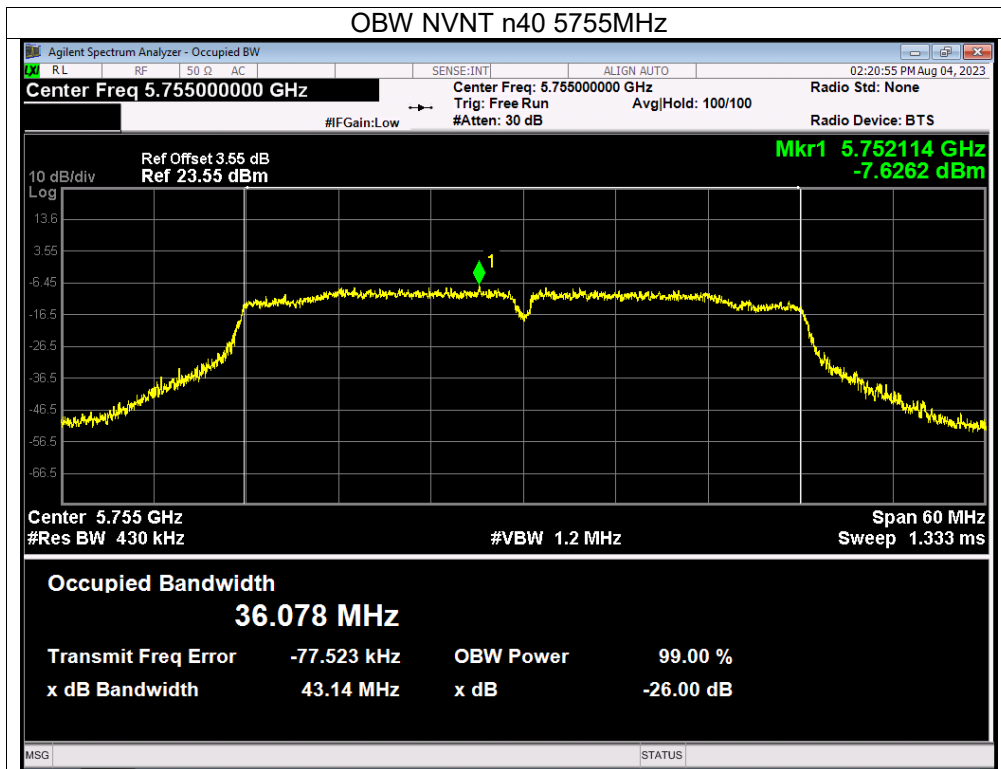 OBW NVNT n40 5755MHz
Agilent Spectrum Analyzer - Occupied BW
LXI RL RF 50 Ω AC SENSE:INT ALIGN AUTO 02:20:55 PM Aug 04, 2023
Center Freq 5.755000000 GHz Center Freq: 5.755000000 GHz Radio Std: None
Trig: Free Run Avg|Hold: 100/100
#IFGain:Low #Atten: 30 dB Radio Device: BTS
Mkr1 5.752114 GHz
-7.6262 dBm
Ref Offset 3.55 dB
10 dB/div Ref 23.55 dBm
Log
13.6
3.55
1
-6.45
-16.5
-26.5
-36.5
-46.5
-56.5
-66.5
Center 5.755 GHz Span 60 MHz
#Res BW 430 kHz #VBW 1.2 MHz Sweep 1.333 ms
Occupied Bandwidth
36.078 MHz
Transmit Freq Error -77.523 kHz OBW Power 99.00 %
x dB Bandwidth 43.14 MHz x dB -26.00 dB
MSG STATUS